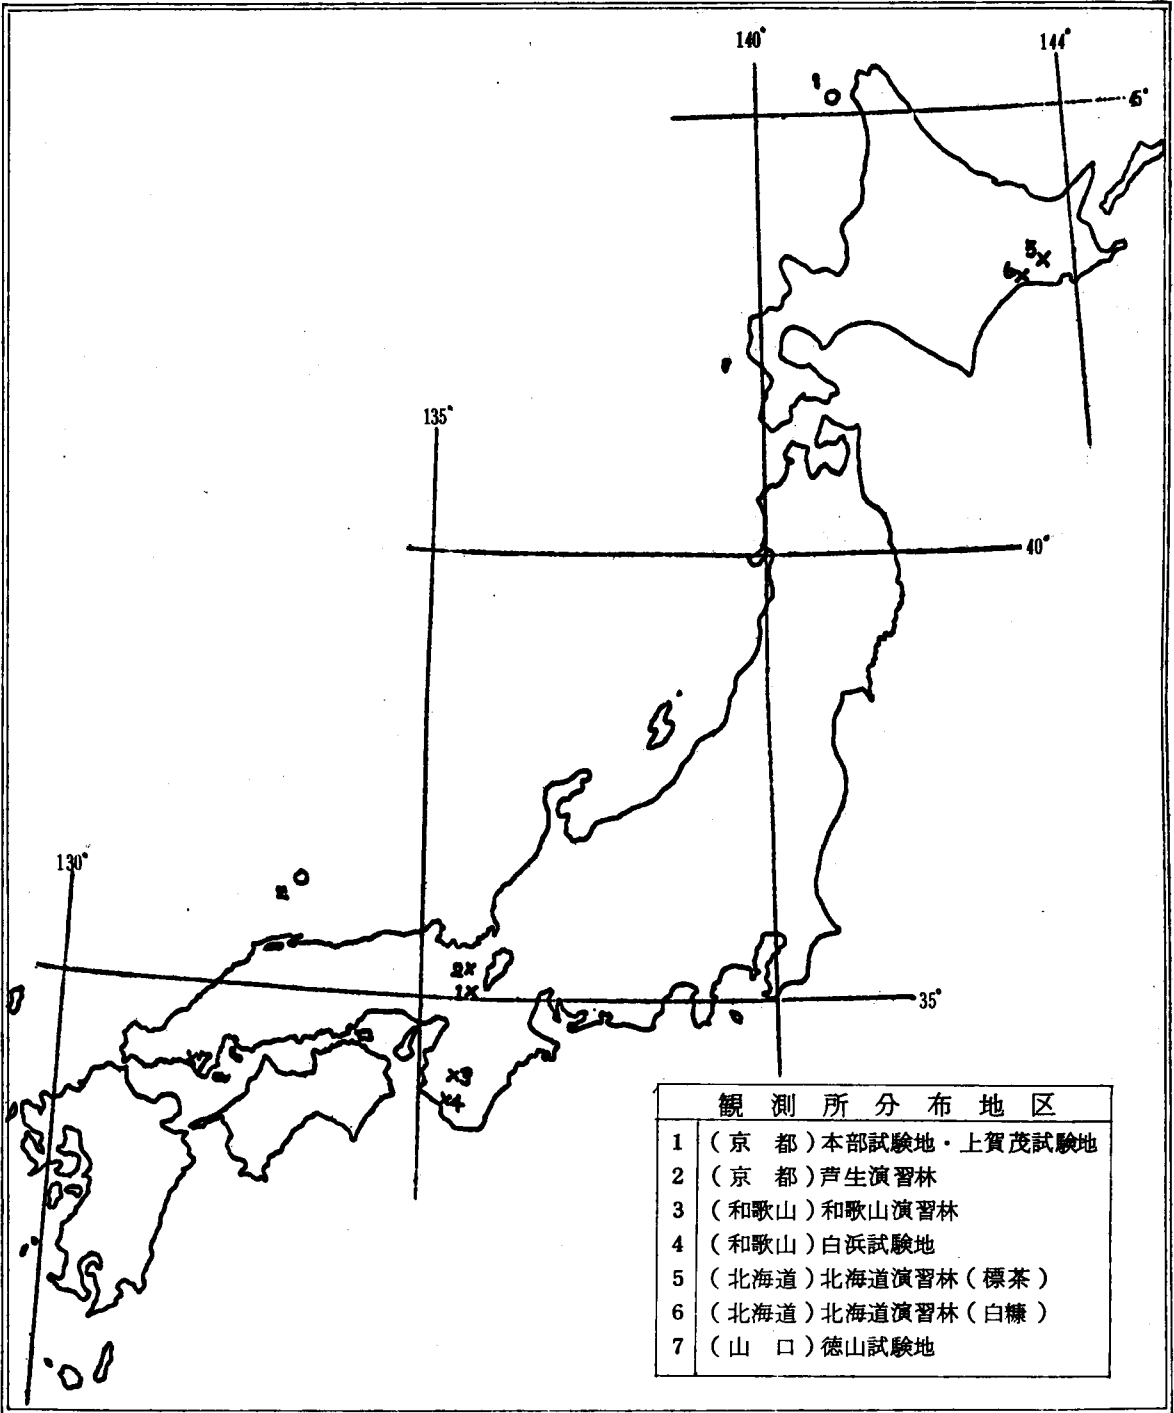 140°
144°
45°
5×
6×
135°
40°
130°
2×
1×
35°
×7
×3
×4
観測所分布地区
1 （京　都）本部試験地・上賀茂試験地
2 （京　都）芦生演習林
3 （和歌山）和歌山演習林
4 （和歌山）白浜試験地
5 （北海道）北海道演習林（標茶）
6 （北海道）北海道演習林（白糠）
7 （山　口）徳山試験地